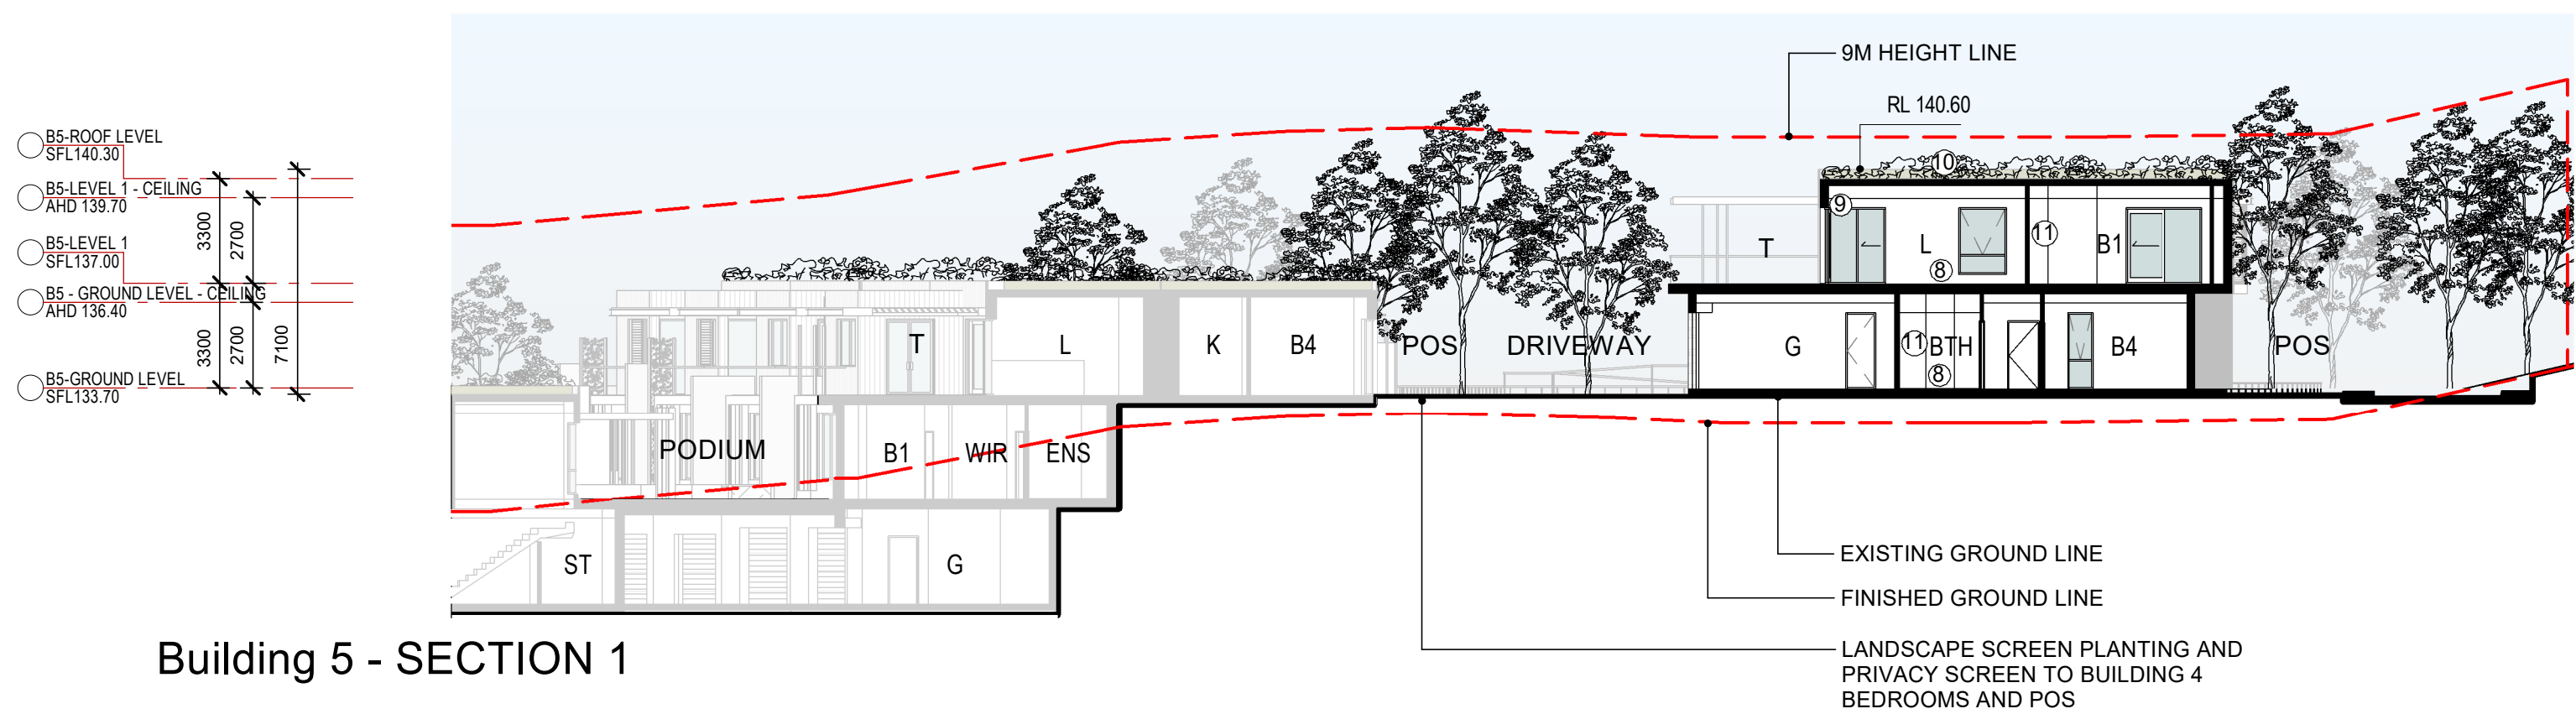 9M HEIGHT LINE
RL 140.60
B5-ROOF LEVEL
SFL140.30
B5-LEVEL 1 - CEILING
AHD 139.70
B5-LEVEL 1
SFL137.00
B5 - GROUND LEVEL - CEILING
AHD 136.40
B5-GROUND LEVEL
SFL133.70
3300
2700
3300
2700
7100
10
9
T
L
8
11
B1
T
L
K
B4
POS
DRIVEWAY
G
11
BTH
8
B4
POS
PODIUM
B1
WIR
ENS
ST
G
EXISTING GROUND LINE
FINISHED GROUND LINE
LANDSCAPE SCREEN PLANTING AND
PRIVACY SCREEN TO BUILDING 4
BEDROOMS AND POS
Building 5 - SECTION 1